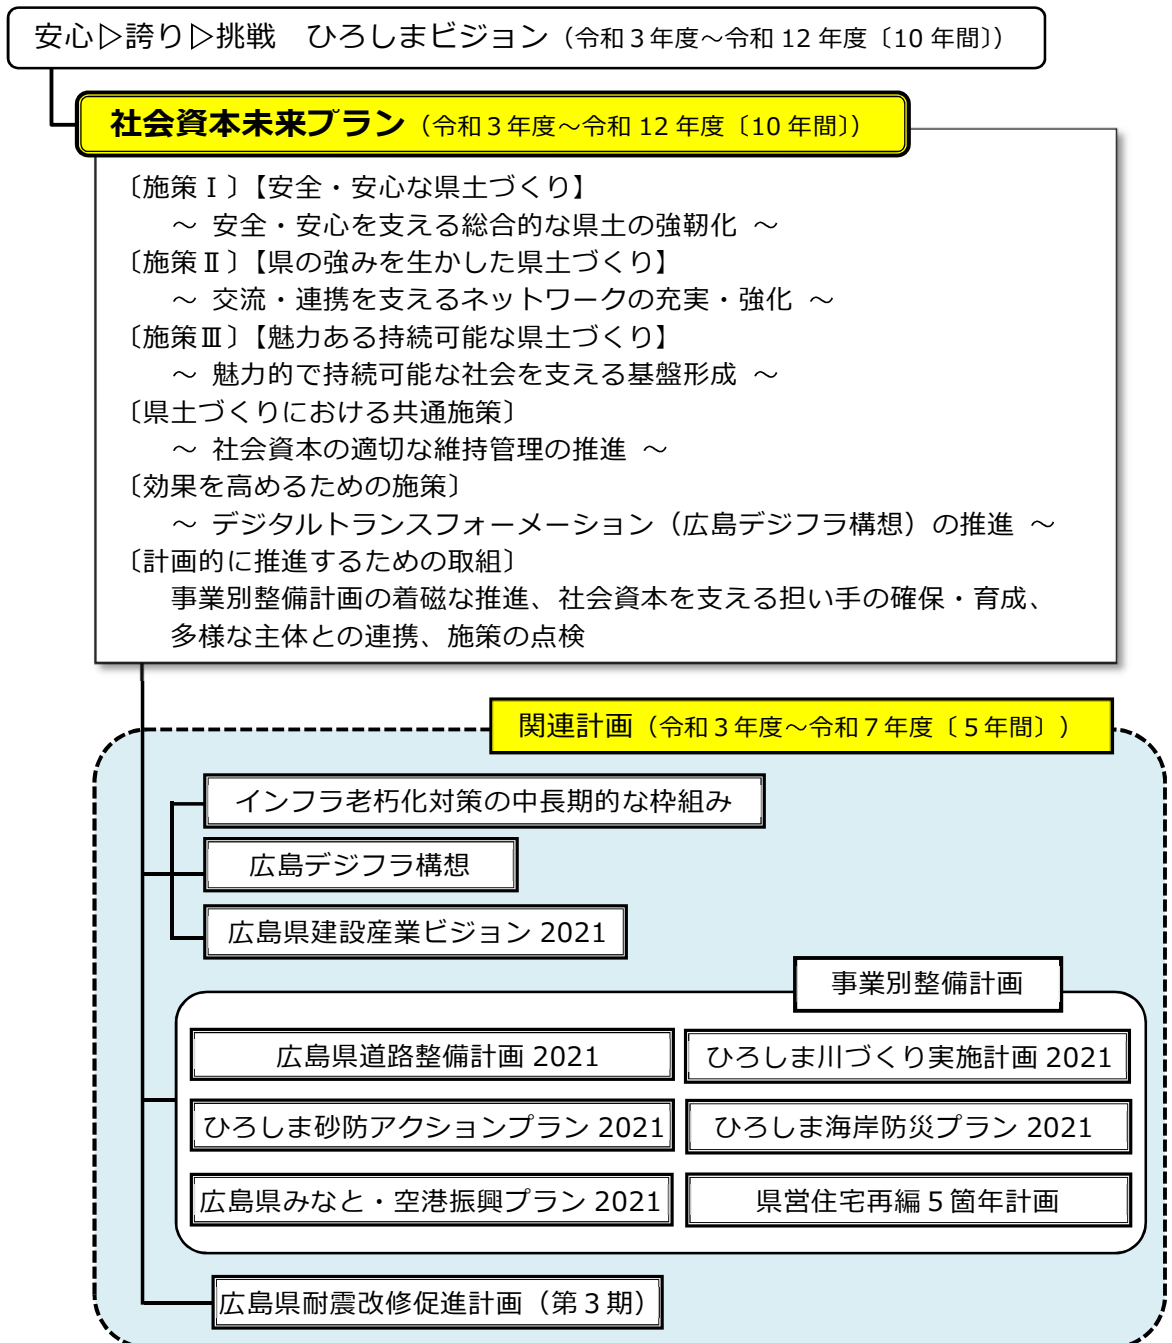 安心▷誇り▷挑戦　ひろしまビジョン（令和３年度～令和 12 年度〔10 年間〕）
社会資本未来プラン（令和３年度～令和 12 年度〔10 年間〕）
〔施策Ⅰ〕【安全・安心な県土づくり】
～ 安全・安心を支える総合的な県土の強靭化 ～
〔施策Ⅱ〕【県の強みを生かした県土づくり】
～ 交流・連携を支えるネットワークの充実・強化 ～
〔施策Ⅲ〕【魅力ある持続可能な県土づくり】
～ 魅力的で持続可能な社会を支える基盤形成 ～
〔県土づくりにおける共通施策〕
～ 社会資本の適切な維持管理の推進 ～
〔効果を高めるための施策〕
～ デジタルトランスフォーメーション（広島デジフラ構想）の推進 ～
〔計画的に推進するための取組〕
事業別整備計画の着磁な推進、社会資本を支える担い手の確保・育成、
多様な主体との連携、施策の点検
関連計画（令和３年度～令和７年度〔５年間〕）
インフラ老朽化対策の中長期的な枠組み
広島デジフラ構想
広島県建設産業ビジョン 2021
事業別整備計画
広島県道路整備計画 2021
ひろしま川づくり実施計画 2021
ひろしま砂防アクションプラン 2021
ひろしま海岸防災プラン 2021
広島県みなと・空港振興プラン 2021
県営住宅再編５箇年計画
広島県耐震改修促進計画（第３期）